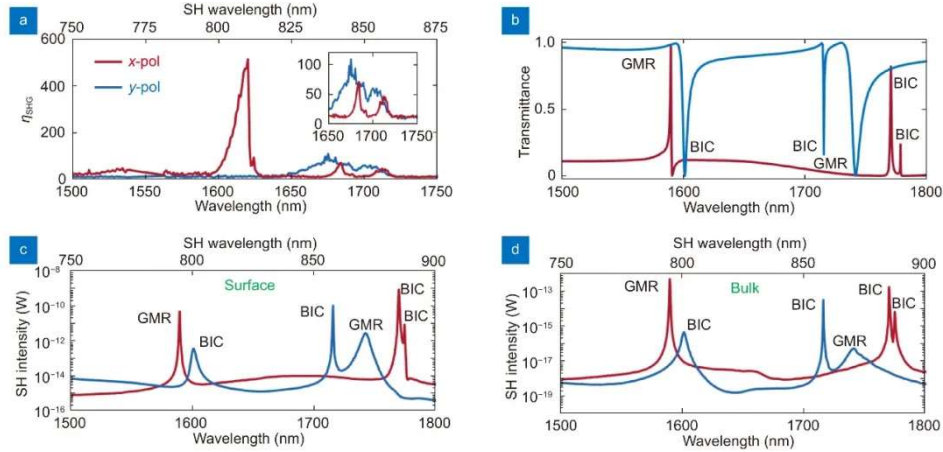 a
SH wavelength (nm)
750 775 800 825 850 875
600
400
200
0
ηSHG
x-pol
y-pol
100
50
0
1650 1700 1750
1500 1550 1600 1650 1700 1750
Wavelength (nm)
b
1.0
0.5
0
Transmittance
GMR
BIC
BIC
GMR
BIC
BIC
1500 1600 1700 1800
Wavelength (nm)
c
SH wavelength (nm)
750 800 850 900
10⁻⁸
10⁻¹⁰
10⁻¹²
10⁻¹⁴
10⁻¹⁶
SH intensity (W)
Surface
GMR
BIC
BIC
GMR
BIC
BIC
1500 1600 1700 1800
Wavelength (nm)
d
SH wavelength (nm)
750 800 850 900
10⁻¹³
10⁻¹⁵
10⁻¹⁷
10⁻¹⁹
SH intensity (W)
Bulk
GMR
BIC
BIC
GMR
BIC
BIC
1500 1600 1700 1800
Wavelength (nm)